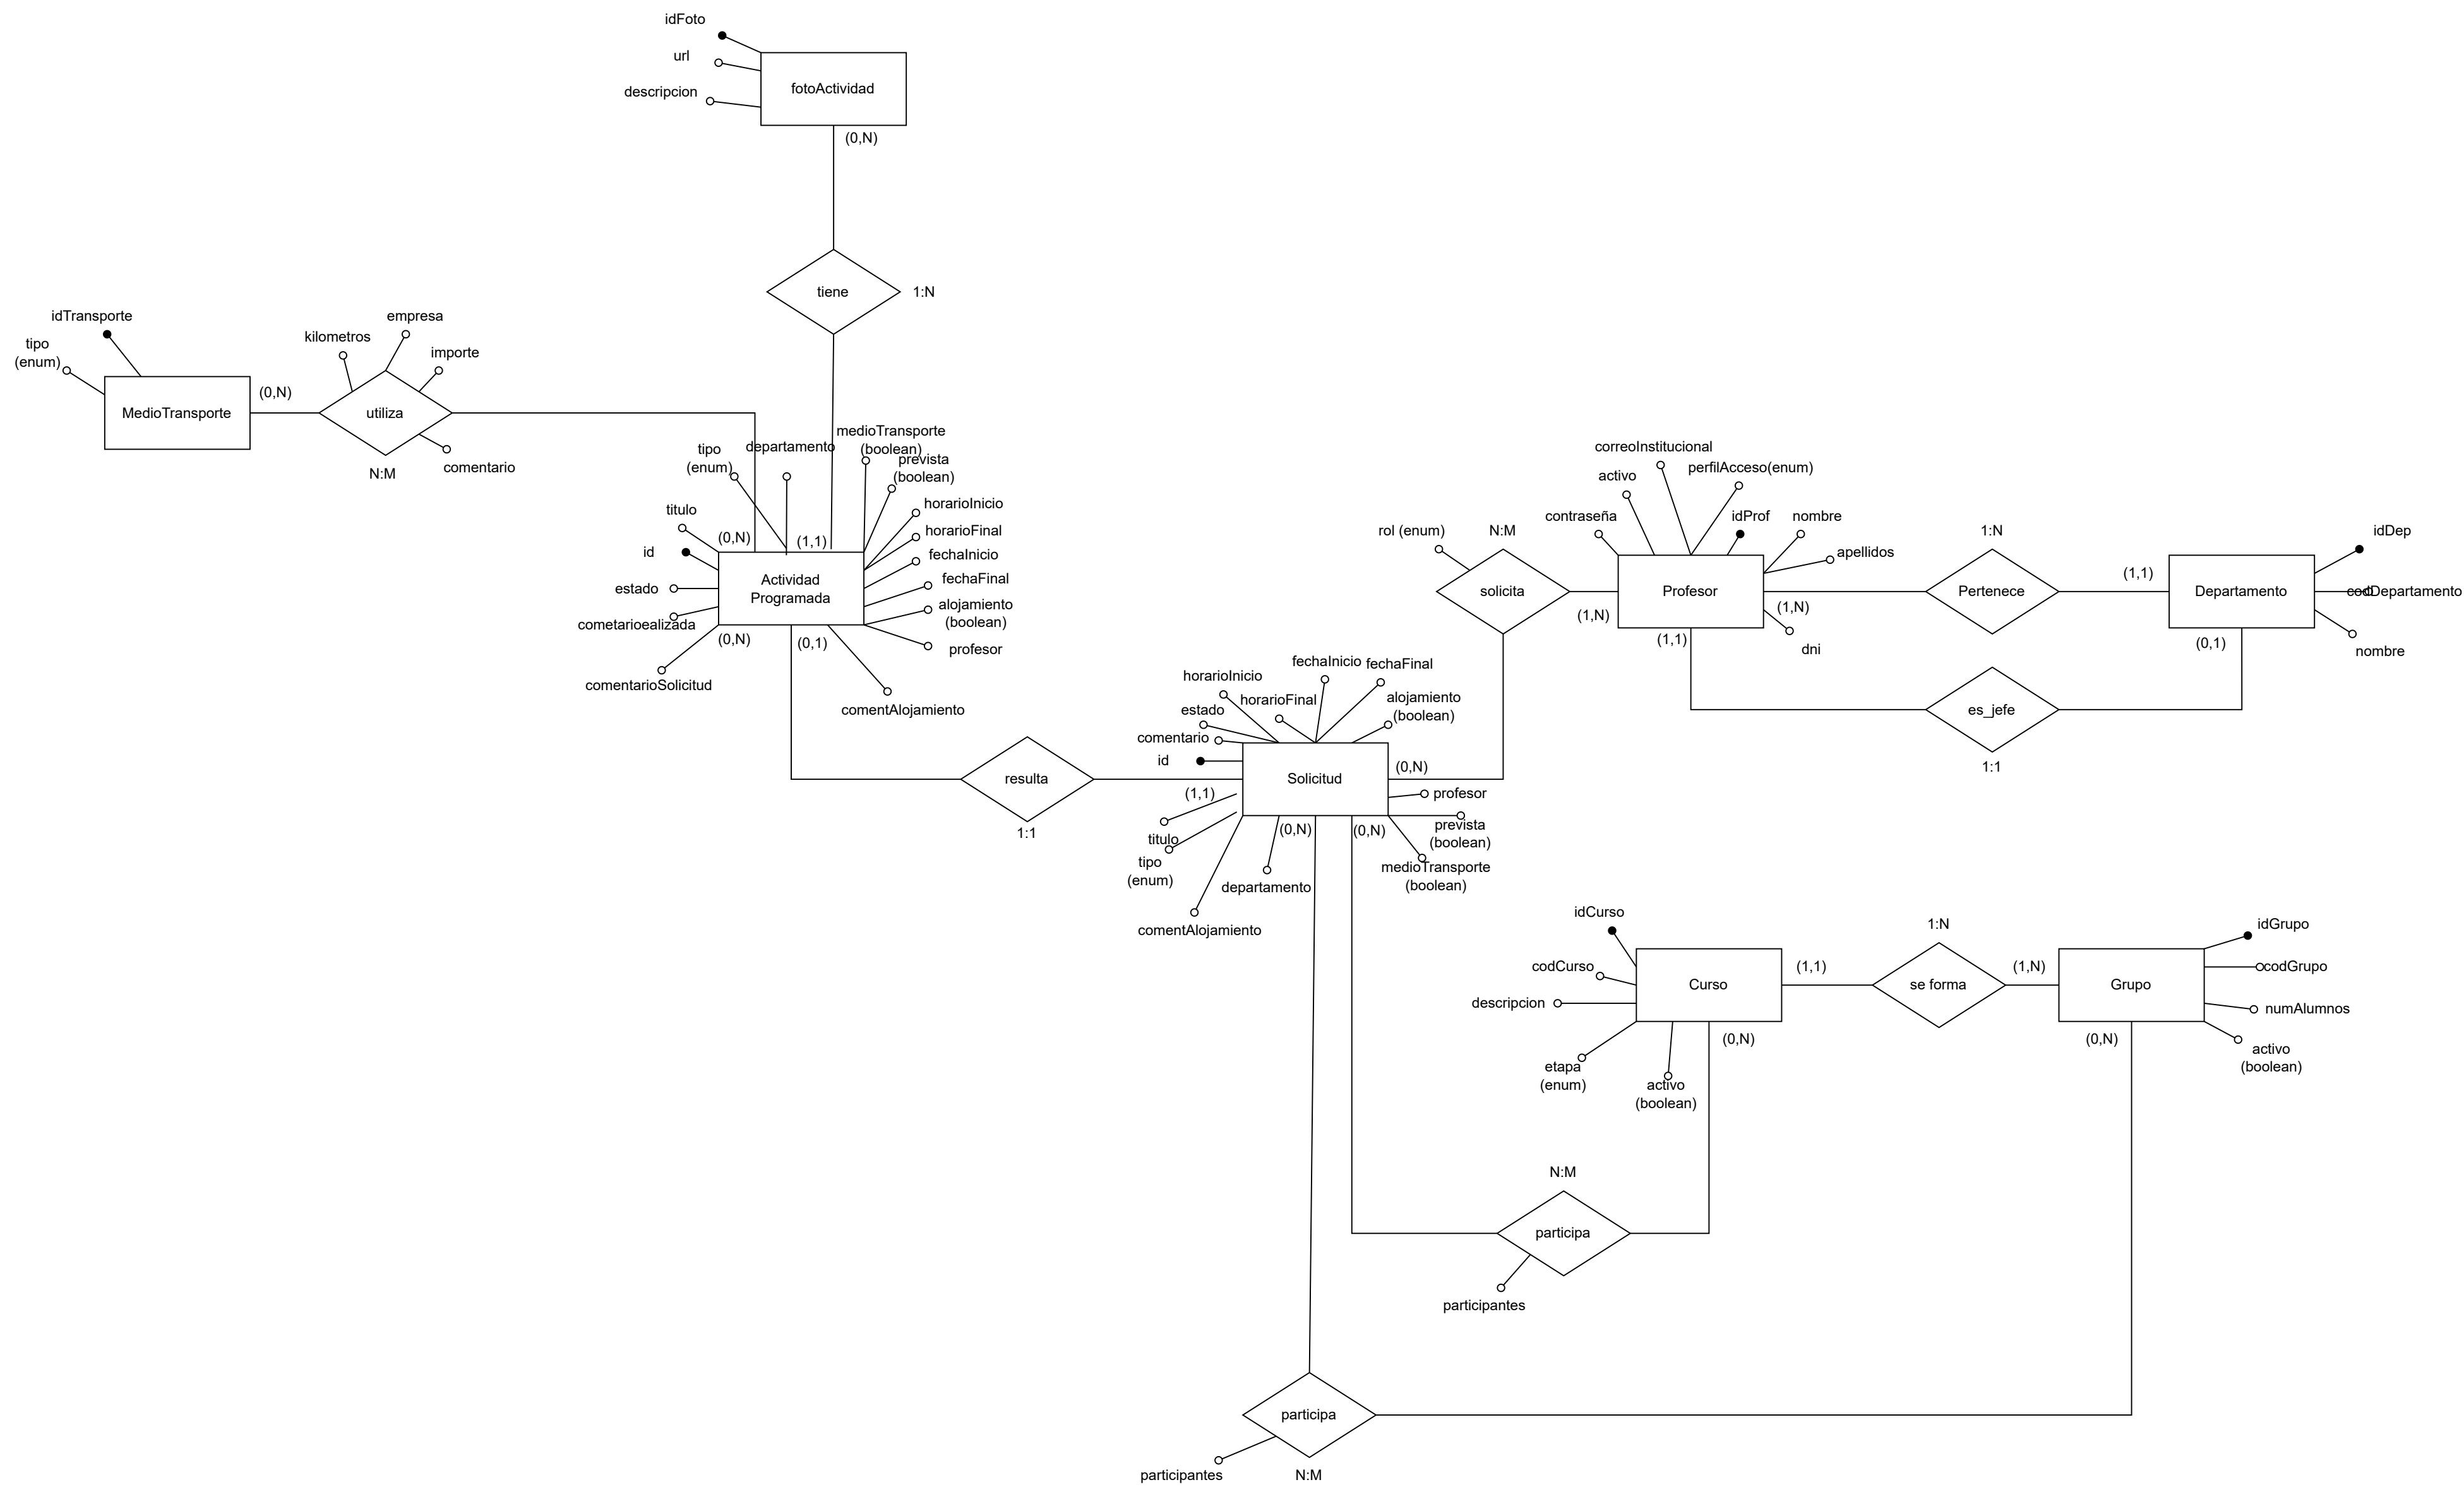 idFoto
url
descripcion
fotoActividad
(0,N)
tiene
1:N
idTransporte
tipo
(enum)
MedioTransporte
(0,N)
kilometros
empresa
importe
utiliza
comentario
N:M
tipo
(enum)
departamento
medioTransporte
(boolean)
prevista
(boolean)
titulo
horarioInicio
horarioFinal
id
(0,N)
(1,1)
fechaInicio
estado
Actividad
Programada
fechaFinal
cometarioealizada
alojamiento
(boolean)
(0,N)
(0,1)
profesor
comentarioSolicitud
comentAlojamiento
resulta
1:1
correoInstitucional
activo
perfilAcceso(enum)
contraseña
idProf
nombre
apellidos
rol (enum)
N:M
solicita
(1,N)
Profesor
(1,1)
(1,N)
dni
1:N
Pertenece
(1,1)
idDep
Departamento
codDepartamento
(0,1)
nombre
es_jefe
1:1
fechaInicio
fechaFinal
horarioInicio
horarioFinal
alojamiento
(boolean)
estado
comentario
id
Solicitud
(0,N)
(1,1)
profesor
titulo
(0,N)
(0,N)
prevista
(boolean)
tipo
(enum)
departamento
medioTransporte
(boolean)
comentAlojamiento
idCurso
codCurso
descripcion
Curso
(1,1)
1:N
se forma
(1,N)
Grupo
idGrupo
codGrupo
numAlumnos
(0,N)
(0,N)
activo
(boolean)
etapa
(enum)
activo
(boolean)
N:M
participa
participantes
participa
participantes
N:M